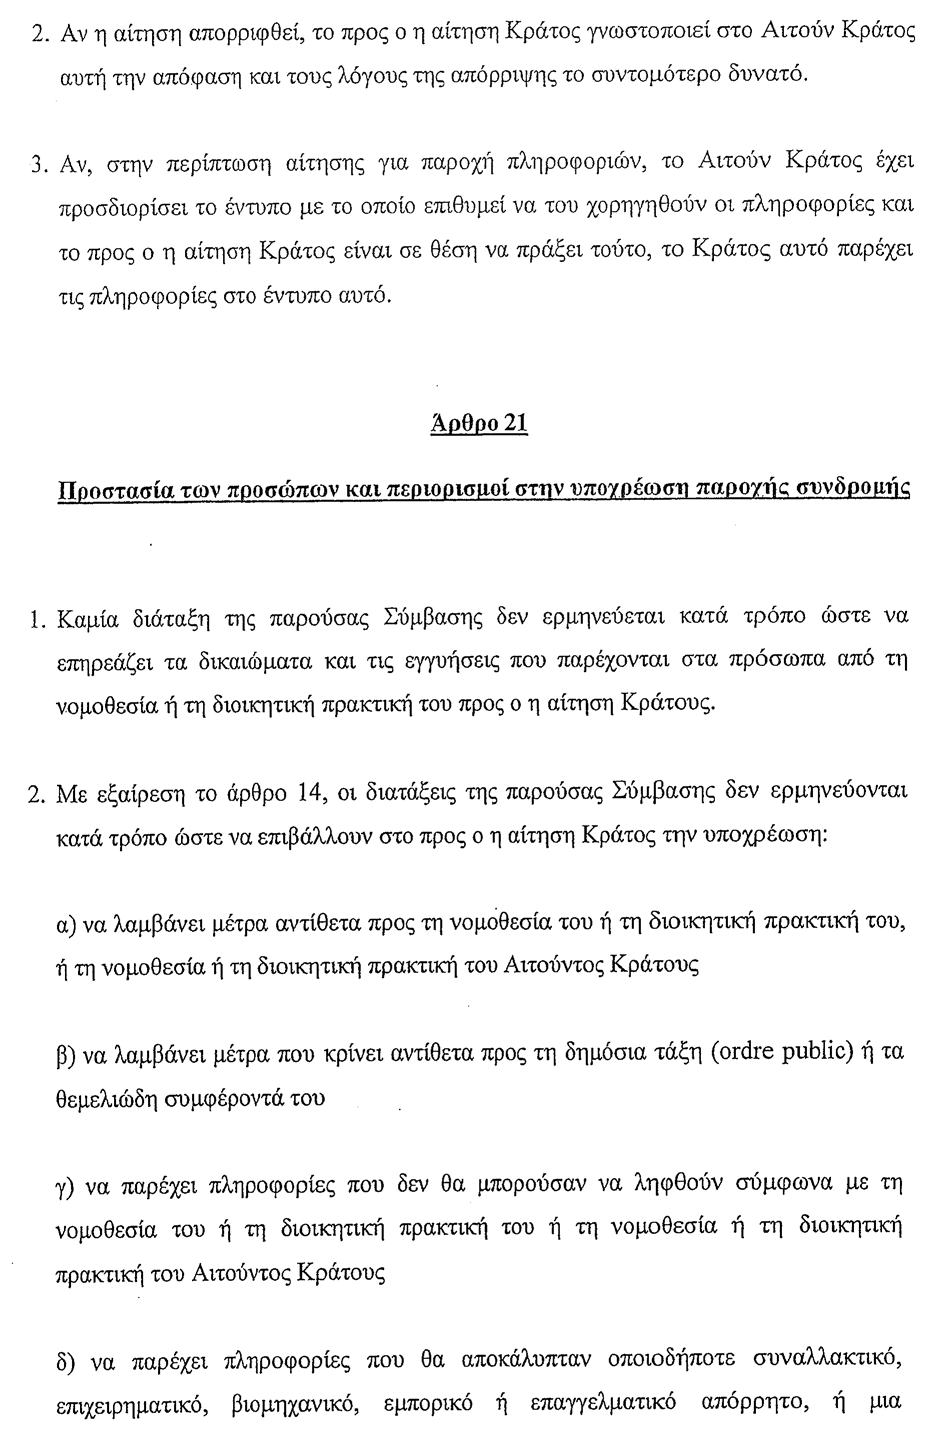 2. Αν η αίτηση απορριφθεί, το προς ο η αίτηση Κράτος γνωστοποιεί στο Αιτούν Κράτος
αυτή την απόφαση και τους λόγους της απόρριψης το συντομότερο δυνατό.
3. Αν, στην περίπτωση αίτησης για παροχή πληροφοριών, το Αιτούν Κράτος έχει
προσδιορίσει το έντυπο με το οποίο επιθυμεί να του χορηγηθούν οι πληροφορίες και
το προς ο η αίτηση Κράτος είναι σε θέση να πράξει τούτο, το Κράτος αυτό παρέχει
τις πληροφορίες στο έντυπο αυτό.
Άρθρο 21
Προστασία των προσώπων και περιορισμοί στην υποχρέωση παροχής συνδρομής
1. Καμία διάταξη της παρούσας Σύμβασης δεν ερμηνεύεται κατά τρόπο ώστε να
επηρεάζει τα δικαιώματα και τις εγγυήσεις που παρέχονται στα πρόσωπα από τη
νομοθεσία ή τη διοικητική πρακτική του προς ο η αίτηση Κράτους.
2. Με εξαίρεση το άρθρο 14, οι διατάξεις της παρούσας Σύμβασης δεν ερμηνεύονται
κατά τρόπο ώστε να επιβάλλουν στο προς ο η αίτηση Κράτος την υποχρέωση:
α) να λαμβάνει μέτρα αντίθετα προς τη νομοθεσία του ή τη διοικητική πρακτική του,
ή τη νομοθεσία ή τη διοικητική πρακτική του Αιτούντος Κράτους
β) να λαμβάνει μέτρα που κρίνει αντίθετα προς τη δημόσια τάξη (ordre public) ή τα
θεμελιώδη συμφέροντά του
γ) να παρέχει πληροφορίες που δεν θα μπορούσαν να ληφθούν σύμφωνα με τη
νομοθεσία του ή τη διοικητική πρακτική του ή τη νομοθεσία ή τη διοικητική
πρακτική του Αιτούντος Κράτους
δ) να παρέχει πληροφορίες που θα αποκάλυπταν οποιοδήποτε συναλλακτικό,
επιχειρηματικό, βιομηχανικό, εμπορικό ή επαγγελματικό απόρρητο, ή μια